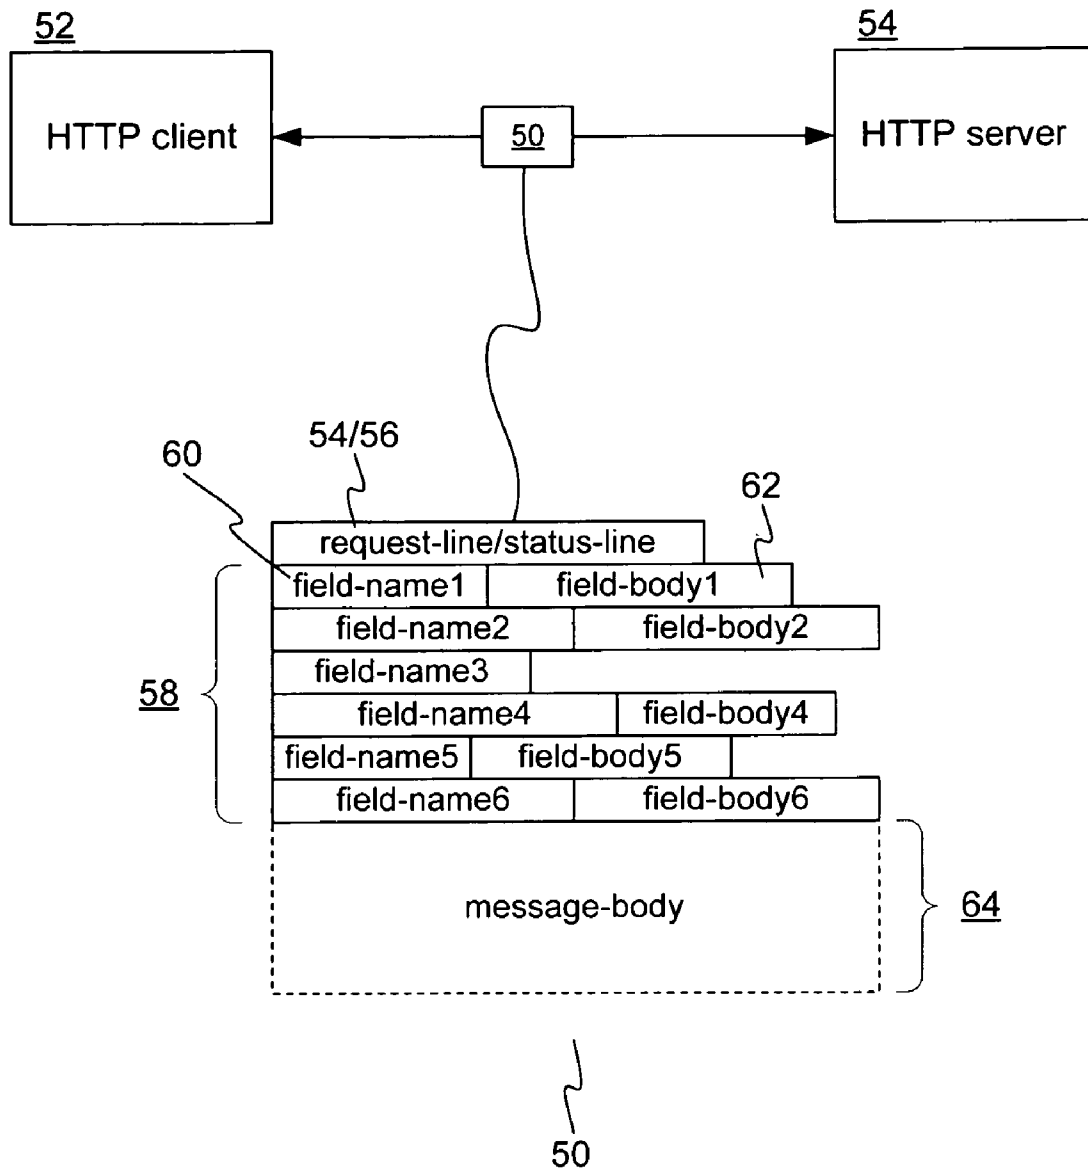 52
54
HTTP client
50
HTTP server
54/56
60
62
request-line/status-line
field-name1 field-body1
field-name2 field-body2
field-name3
58
field-name4 field-body4
field-name5 field-body5
field-name6 field-body6
message-body
64
50